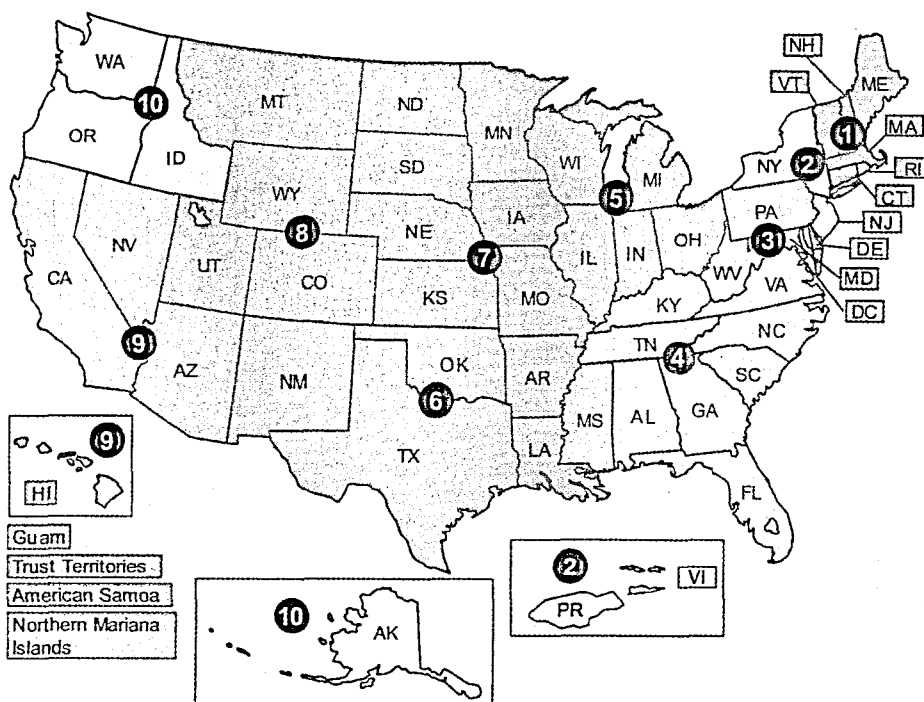 WA
10
OR
ID
MT
ND
MN
SD
WY
8
NE
7
IA
WI
5
MI
NY
2
1
NH
VT
ME
MA
RI
CT
NJ
DE
MD
DC
PA
3
OH
IN
IL
WV
VA
KY
NV
UT
CA
CO
KS
MO
9
AZ
NM
OK
6
TX
AR
LA
TN
4
NC
SC
MS
AL
GA
FL
9
HI
Guam
Trust Territories
American Samoa
Northern Mariana
Islands
10
AK
2
VI
PR